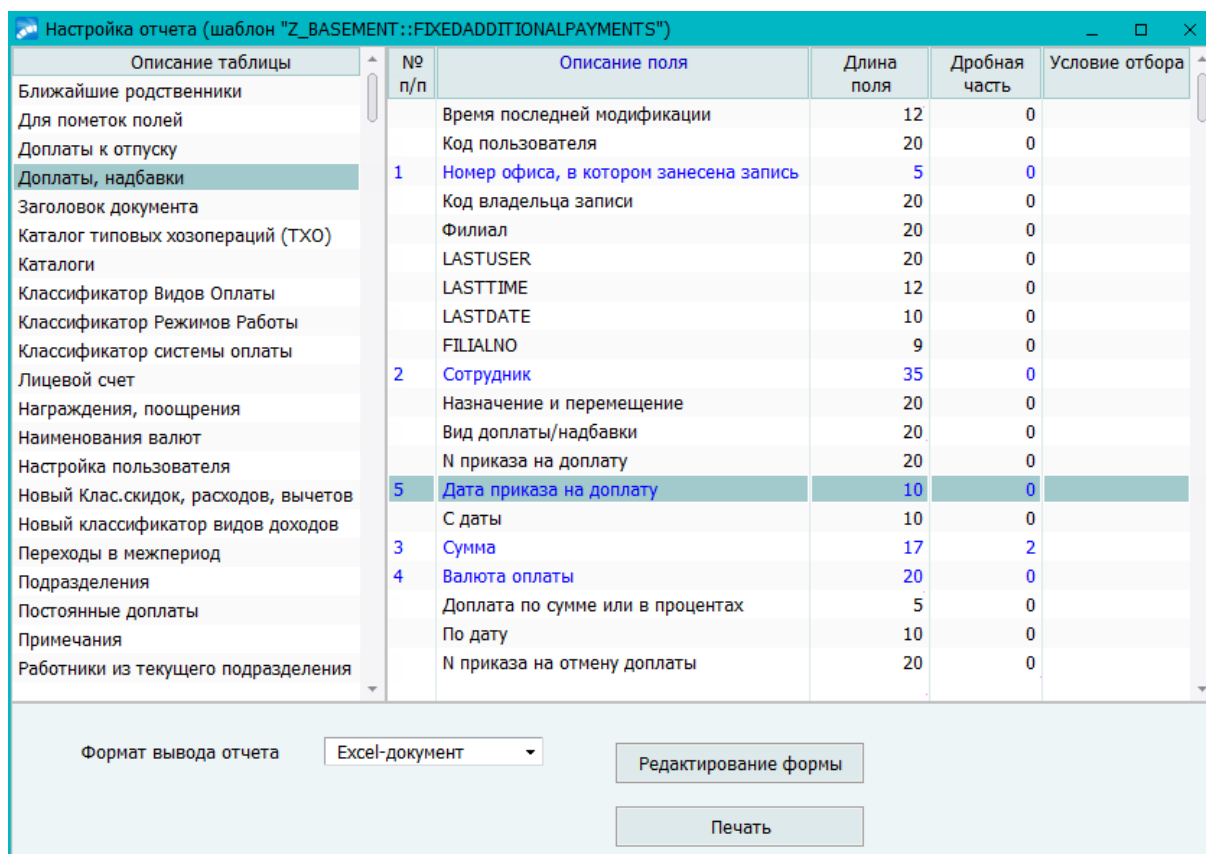 Настройка отчета (шаблон "Z_BASEMENT::FIXEDADDITIONALPAYMENTS")
Описание таблицы
Ближайшие родственники
Для пометок полей
Доплаты к отпуску
Доплаты, надбавки
Заголовок документа
Каталог типовых хозопераций (ТХО)
Каталоги
Классификатор Видов Оплаты
Классификатор Режимов Работы
Классификатор системы оплаты
Лицевой счет
Награждения, поощрения
Наименования валют
Настройка пользователя
Новый Клас.скидок, расходов, вычетов
Новый классификатор видов доходов
Переходы в межпериод
Подразделения
Постоянные доплаты
Примечания
Работники из текущего подразделения
№ п/п Описание поля Длина поля Дробная часть Условие отбора
Время последней модификации 12 0
Код пользователя 20 0
1 Номер офиса, в котором занесена запись 5 0
Код владельца записи 20 0
Филиал 20 0
LASTUSER 20 0
LASTTIME 12 0
LASTDATE 10 0
FILIALNO 9 0
2 Сотрудник 35 0
Назначение и перемещение 20 0
Вид доплаты/надбавки 20 0
N приказа на доплату 20 0
5 Дата приказа на доплату 10 0
С даты 10 0
3 Сумма 17 2
4 Валюта оплаты 20 0
Доплата по сумме или в процентах 5 0
По дату 10 0
N приказа на отмену доплаты 20 0
Формат вывода отчета Excel-документ
Редактирование формы
Печать